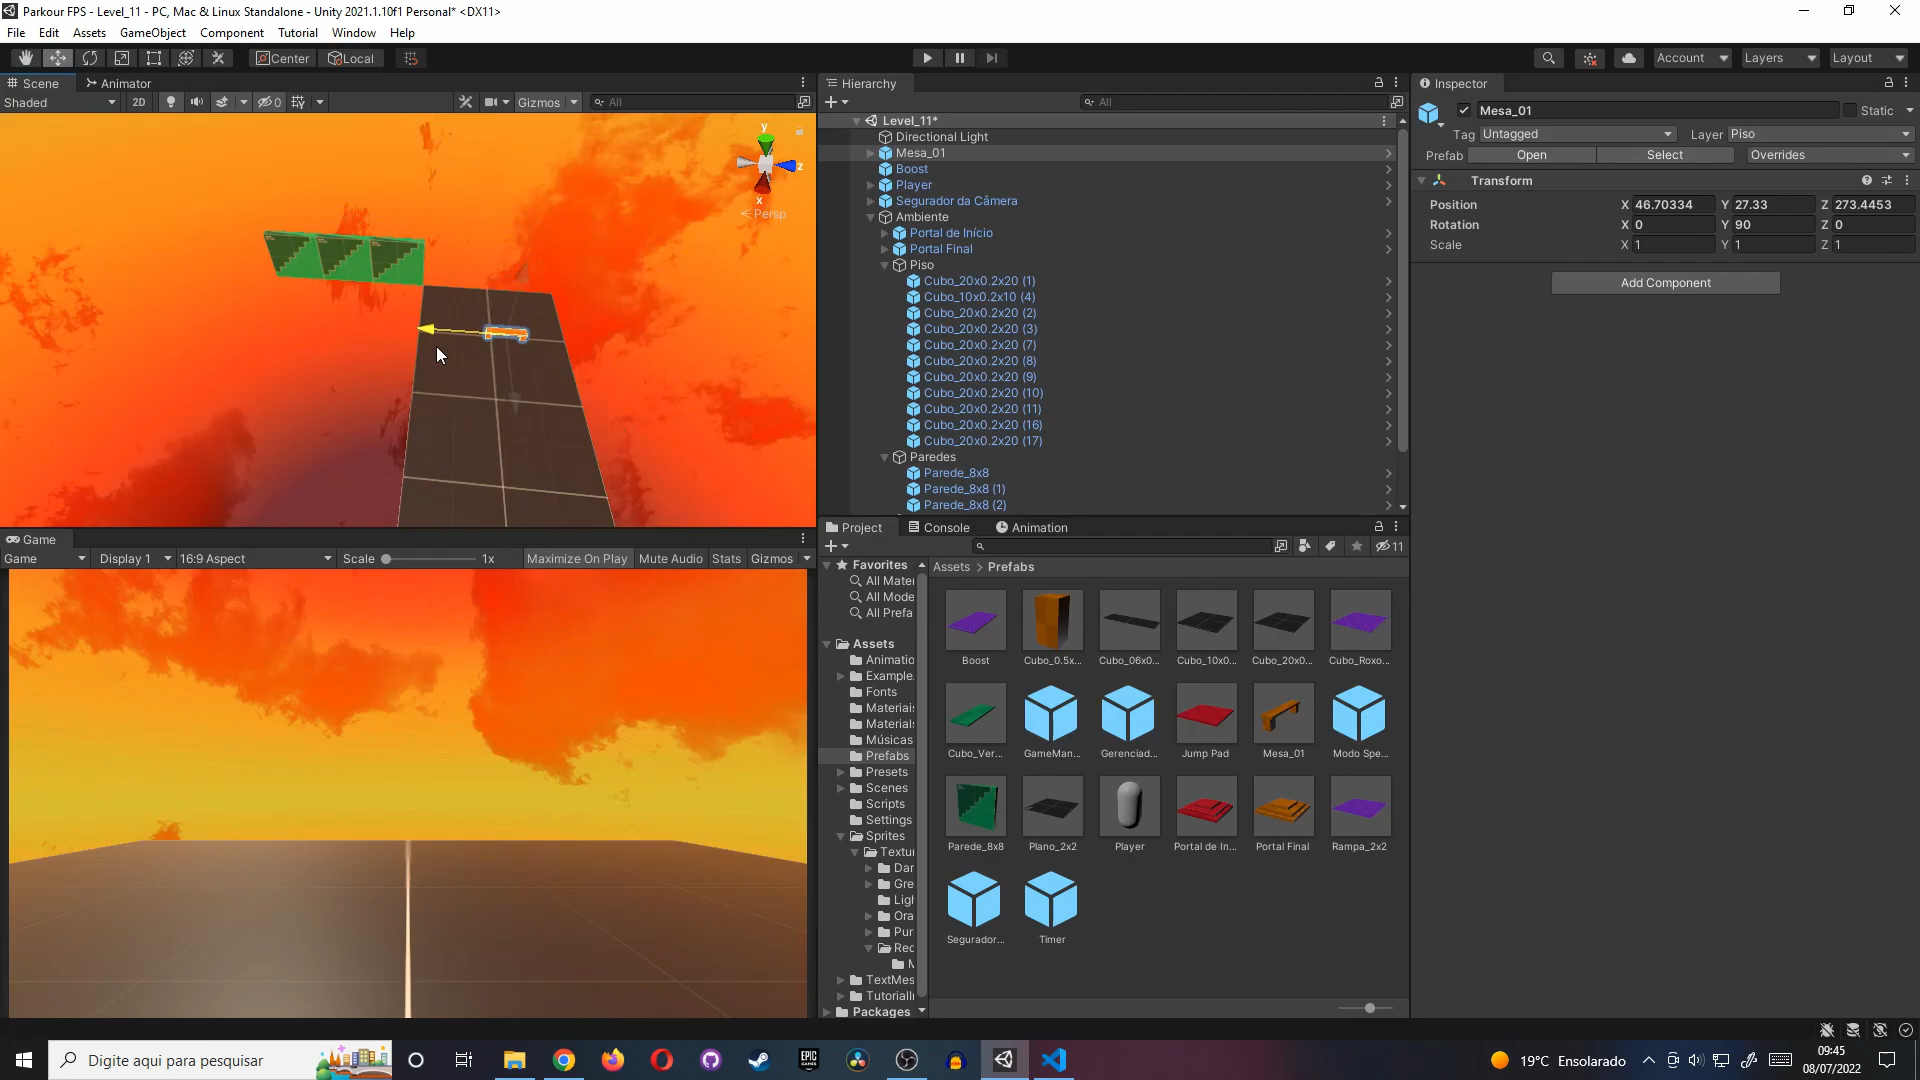 Parkour FPS - Level_11 - PC, Mac & Linux Standalone - Unity 2021.1.10f1 Personal* <DX11>
File Edit Assets GameObject Component Tutorial Window Help
Center Local
Account Layers Layout
Scene Animator
Shaded 2D 0 Gizmos All
y z x
Persp
Game
Game Display 1 16:9 Aspect Scale 1x Maximize On Play Mute Audio Stats Gizmos
Hierarchy
All
Level_11*
Directional Light
Mesa_01
Boost
Player
Segurador da Câmera
Ambiente
Portal de Início
Portal Final
Piso
Cubo_20x0.2x20 (1)
Cubo_10x0.2x10 (4)
Cubo_20x0.2x20 (2)
Cubo_20x0.2x20 (3)
Cubo_20x0.2x20 (7)
Cubo_20x0.2x20 (8)
Cubo_20x0.2x20 (9)
Cubo_20x0.2x20 (10)
Cubo_20x0.2x20 (11)
Cubo_20x0.2x20 (16)
Cubo_20x0.2x20 (17)
Paredes
Parede_8x8
Parede_8x8 (1)
Parede_8x8 (2)
Project Console Animation
11
Favorites
All Mater
All Mode
All Prefa
Assets
Animatio
Example
Fonts
Materiais
Materials
Músicas
Prefabs
Presets
Scenes
Scripts
Settings
Sprites
Textur
Dar
Gre
Ligh
Ora
Pur
Red
TextMes
TutorialI
Packages
Assets > Prefabs
Boost Cubo_0.5x... Cubo_06x0... Cubo_10x0... Cubo_20x0... Cubo_Roxo...
Cubo_Ver... GameMan... Gerenciad... Jump Pad Mesa_01 Modo Spe...
Parede_8x8 Plano_2x2 Player Portal de In... Portal Final Rampa_2x2
Segurador... Timer
Inspector
Mesa_01 Static
Tag Untagged Layer Piso
Prefab Open Select Overrides
Transform
Position X 46.70334 Y 27.33 Z 273.4453
Rotation X 0 Y 90 Z 0
Scale X 1 Y 1 Z 1
Add Component
Digite aqui para pesquisar
EPIC GAMES
19°C Ensolarado
09:45
08/07/2022